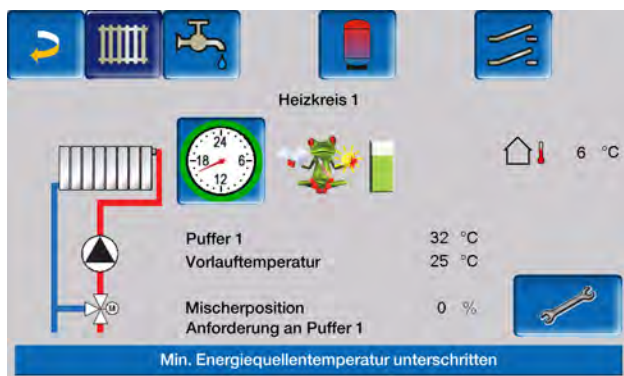 Heizkreis 1
24
18 6
12
6 °C
Puffer 1 32 °C
Vorlauftemperatur 25 °C
M
Mischerposition 0 %
Anforderung an Puffer 1
Min. Energiequellentemperatur unterschritten